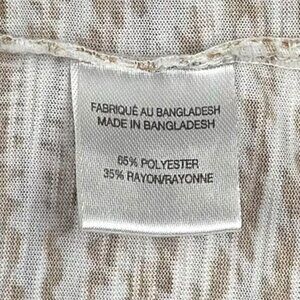 FABRIQUÉ AU BANGLADESH
MADE IN BANGLADESH
65% POLYESTER
35% RAYON/RAYONNE